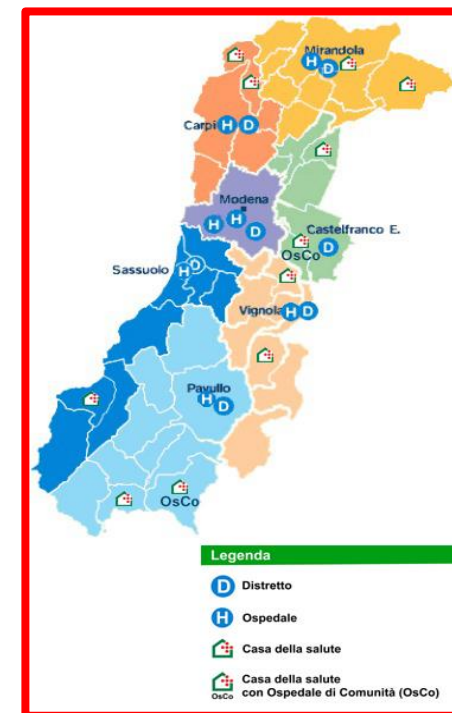 Mirandola
H D
Carpi H D
Modena
H H D
Castelfranco E.
OsCo D
Sassuolo H D
Vignola H D
Pavullo
H D
OsCo
Legenda
D Distretto
H Ospedale
Casa della salute
Casa della salute
OsCo con Ospedale di Comunità (OsCo)